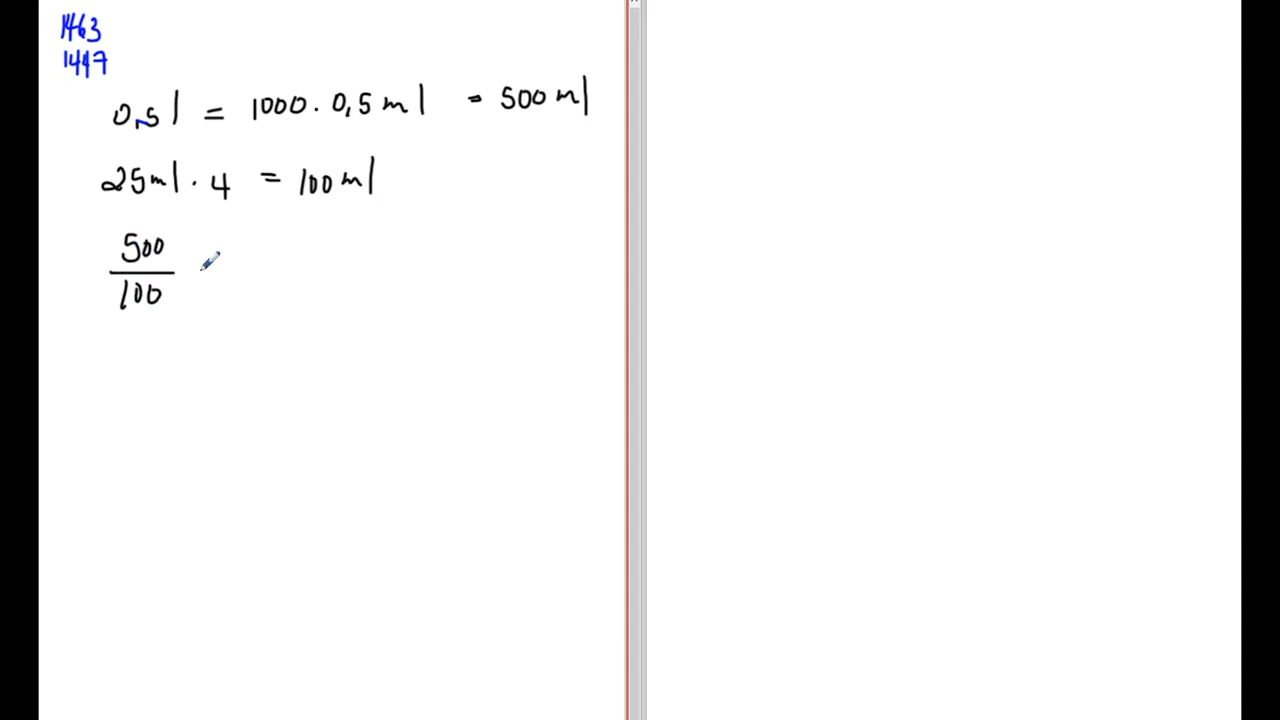 1463
1447
0,5 l = 1000 · 0,5 ml = 500 ml
25 ml · 4 = 100 ml
500
100